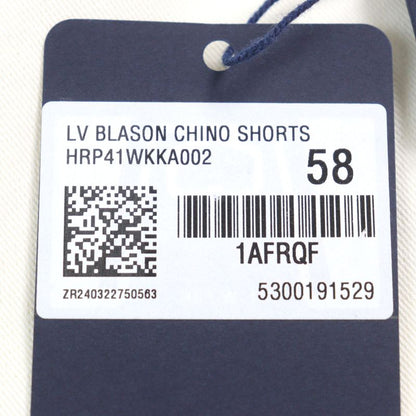 LV BLASON CHINO SHORTS
HRP41WKKA002
58
1AFRQF
ZR240322750563
5300191529